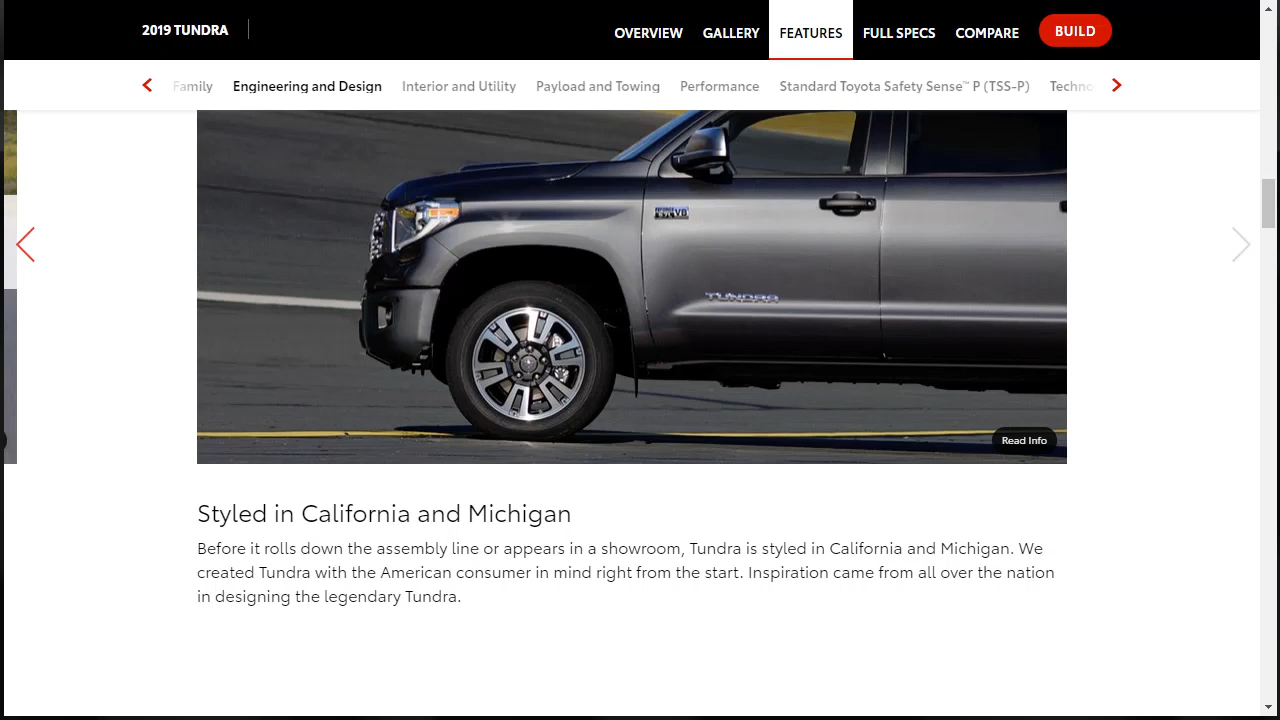 2019 TUNDRA
OVERVIEW GALLERY FEATURES FULL SPECS COMPARE BUILD
Family Engineering and Design Interior and Utility Payload and Towing Performance Standard Toyota Safety Sense™ P (TSS-P) Techno
V8
TUNDRA
Read Info
Styled in California and Michigan
Before it rolls down the assembly line or appears in a showroom, Tundra is styled in California and Michigan. We
created Tundra with the American consumer in mind right from the start. Inspiration came from all over the nation
in designing the legendary Tundra.